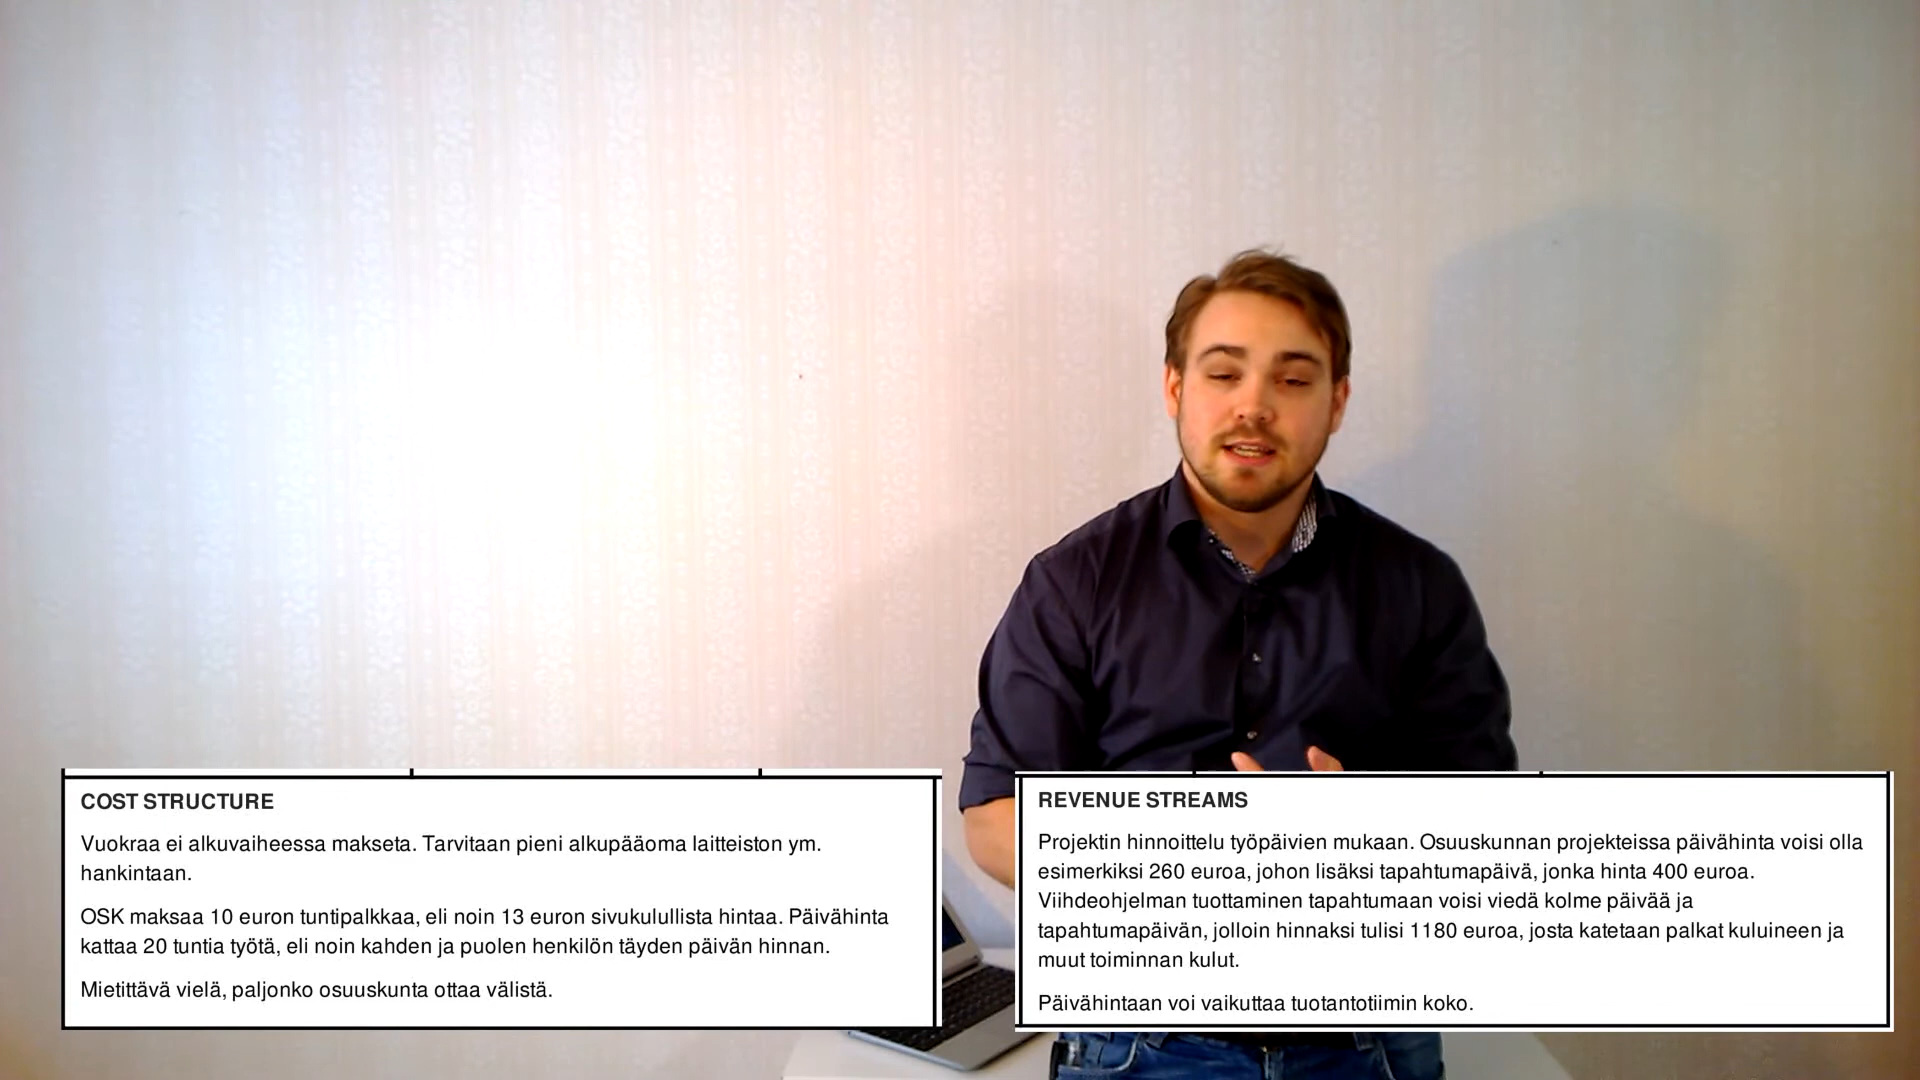 COST STRUCTURE
Vuokraa ei alkuvaiheessa makseta. Tarvitaan pieni alkupääoma laitteiston ym.
hankintaan.
OSK maksaa 10 euron tuntipalkkaa, eli noin 13 euron sivukulullista hintaa. Päivähinta
kattaa 20 tuntia työtä, eli noin kahden ja puolen henkilön täyden päivän hinnan.
Mietittävä vielä, paljonko osuuskunta ottaa välistä.
REVENUE STREAMS
Projektin hinnoittelu työpäivien mukaan. Osuuskunnan projekteissa päivähinta voisi olla
esimerkiksi 260 euroa, johon lisäksi tapahtumapäivä, jonka hinta 400 euroa.
Viihdeohjelman tuottaminen tapahtumaan voisi viedä kolme päivää ja
tapahtumapäivän, jolloin hinnaksi tulisi 1180 euroa, josta katetaan palkat kuluineen ja
muut toiminnan kulut.
Päivähintaan voi vaikuttaa tuotantotiimin koko.